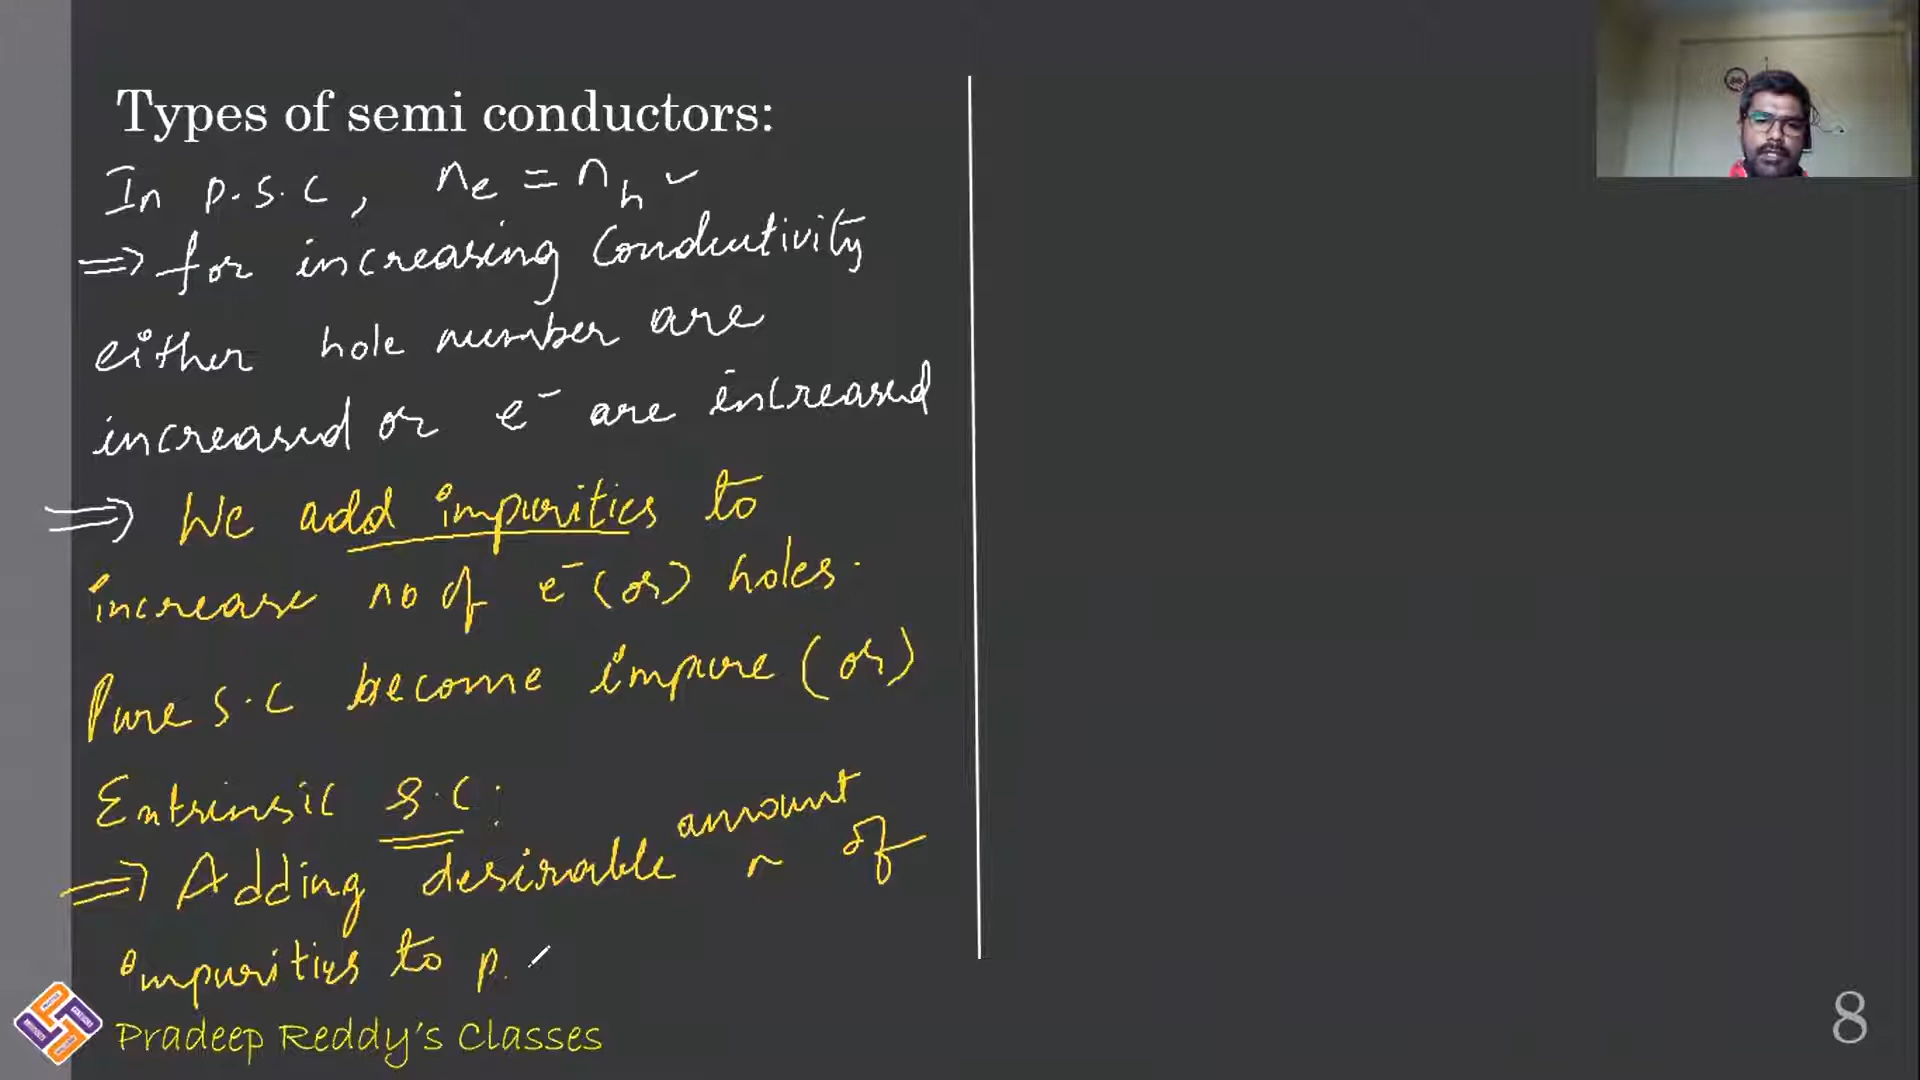 Types of semi conductors:
In P.S.C, nₑ = nₕ ✓
⇒ for increasing Conductivity
either hole number are
increased or e⁻ are increased
⇒ We add impurities to
increase no of e⁻ (or) holes.
Pure S.C become impure (or)
Extrinsic S.C:
⇒ Adding desirable amount of
impurities to p.
Pradeep Reddy's Classes
8